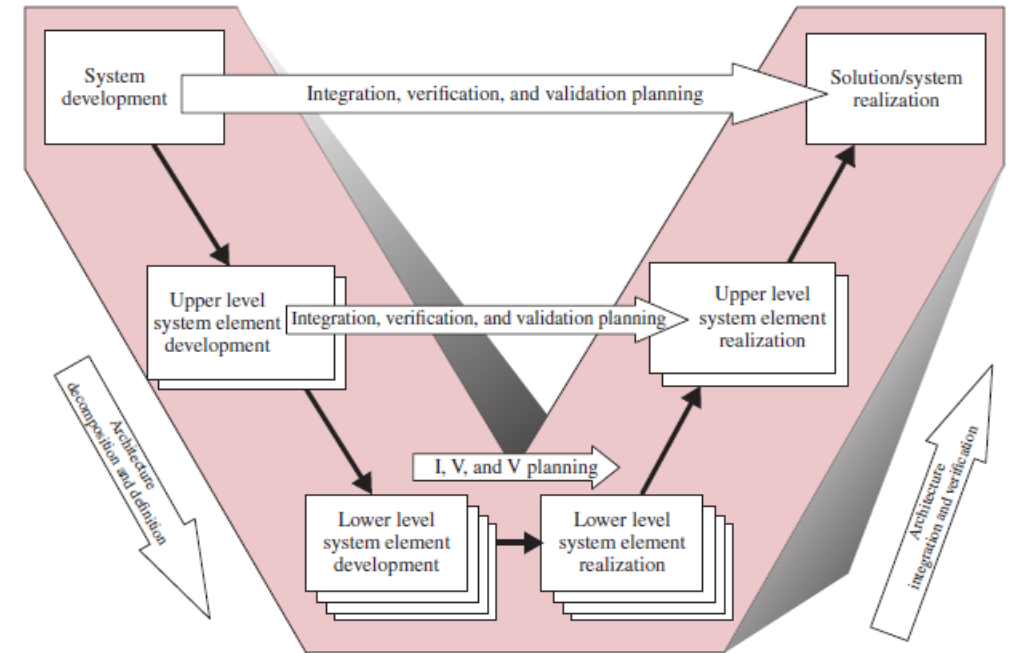 System
development
Integration, verification, and validation planning
Solution/system
realization
Upper level
system element
development
Integration, verification, and validation planning
Upper level
system element
realization
Architecture
decomposition and definition
I, V, and V planning
Architecture
integration and verification
Lower level
system element
development
Lower level
system element
realization